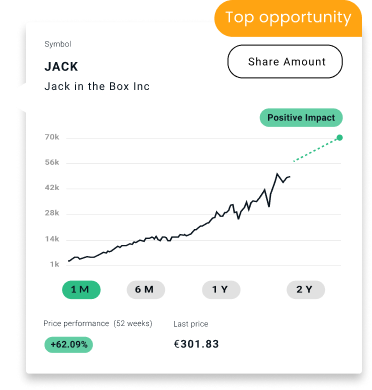 Top opportunity
Symbol
JACK
Share Amount
Jack in the Box Inc
Positive Impact
70k
56k
42k
28k
14k
1k
1 M
6 M
1 Y
2 Y
Price performance (52 weeks)
Last price
+62.09%
€301.83